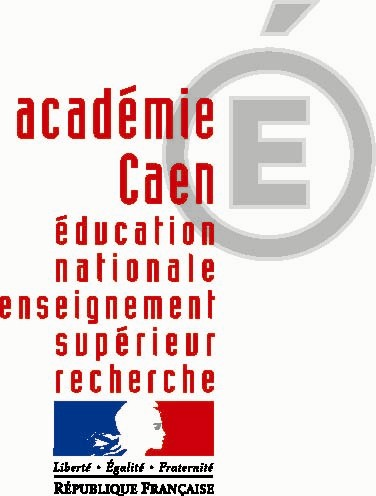 académie
Caen
É
éducation
nationale
enseignement
supérieur
recherche
Liberté • Égalité • Fraternité
RÉPUBLIQUE FRANÇAISE